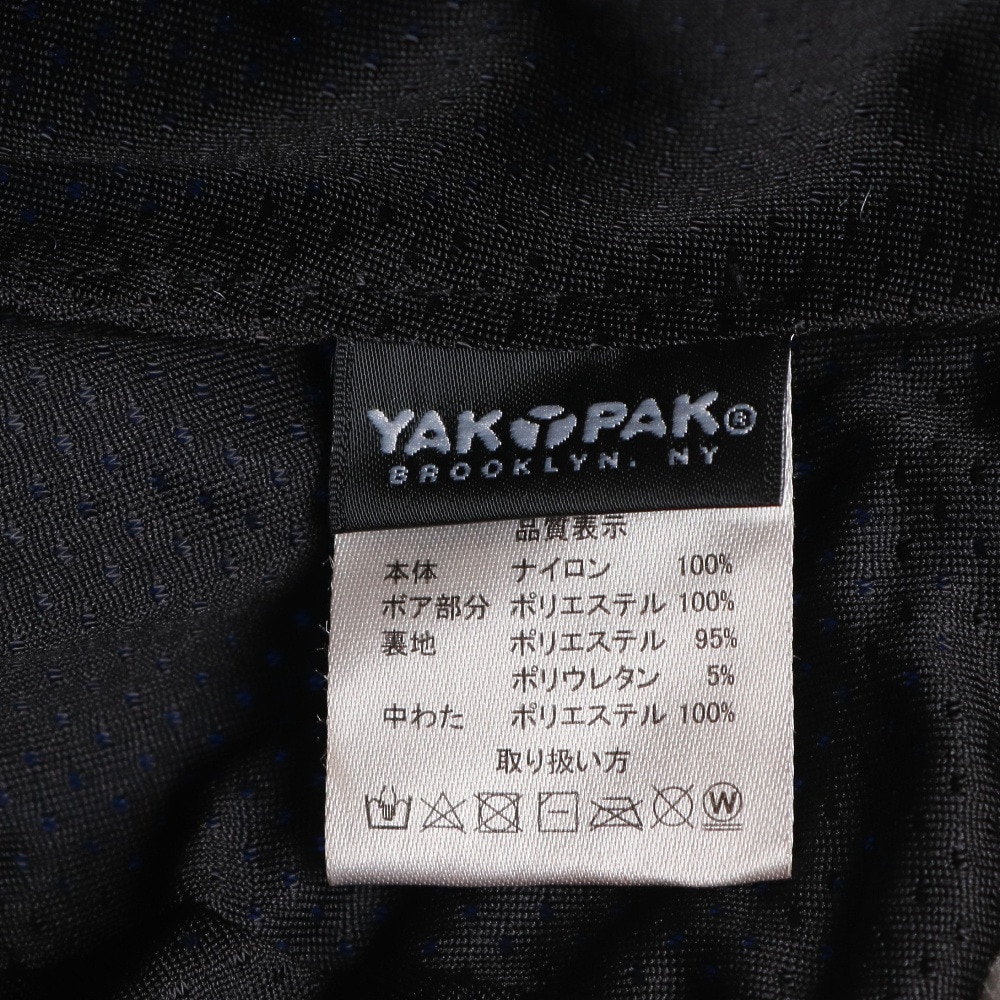 YAK PAK®
BROOKLYN. NY
品質表示
本体 ナイロン 100%
ボア部分 ポリエステル 100%
裏地 ポリエステル 95%
ポリウレタン 5%
中わた ポリエステル 100%
取り扱い方
W